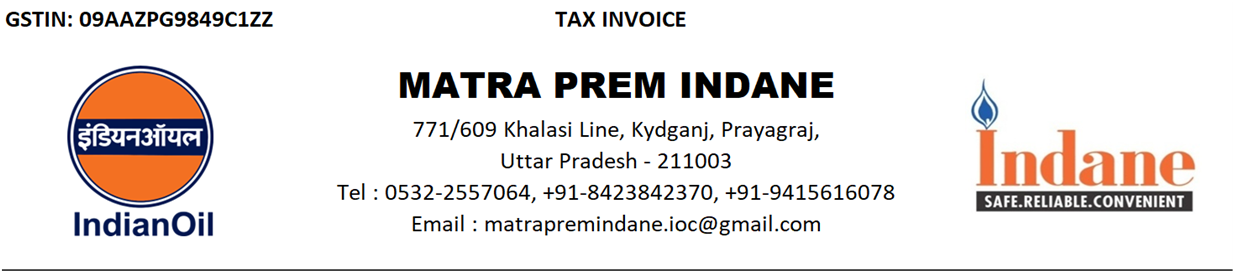 GSTIN: 09AAZPG9849C1ZZ
TAX INVOICE
इंडियनऑयल
IndianOil
MATRA PREM INDANE
771/609 Khalasi Line, Kydganj, Prayagraj,
Uttar Pradesh - 211003
Tel : 0532-2557064, +91-8423842370, +91-9415616078
Email : matrapremindane.ioc@gmail.com
Indane
SAFE.RELIABLE.CONVENIENT